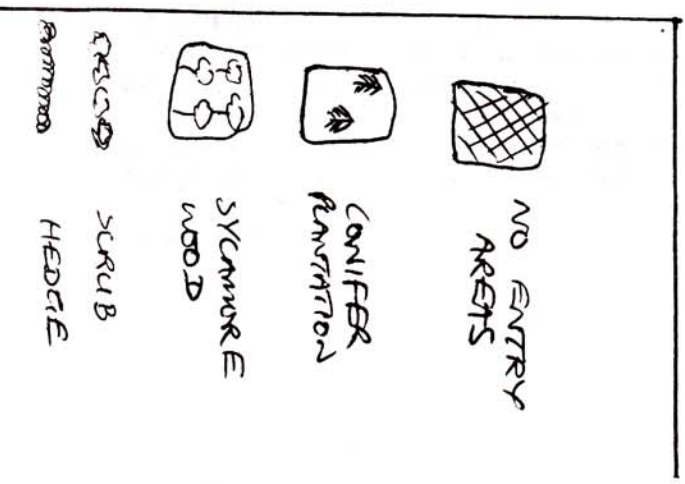 NO ENTRY
AREAS
CONIFER
PLANTATION
SYCAMORE
WOOD
SCRUB
HEDGE